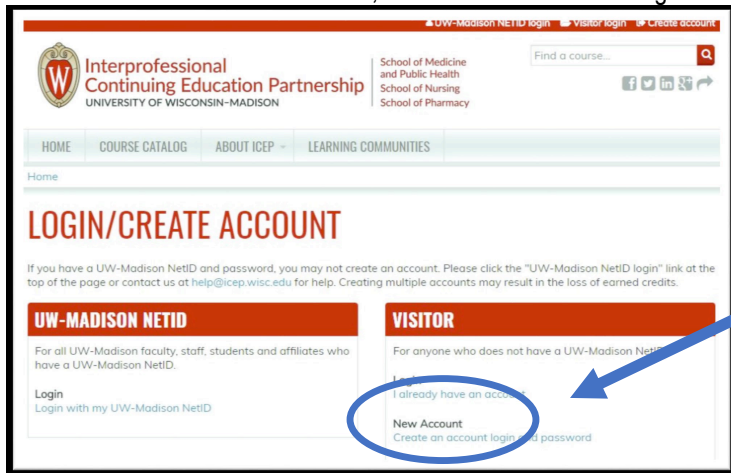 UW-Madison NETID login Visitor login Create account
Interprofessional
Continuing Education Partnership
UNIVERSITY OF WISCONSIN–MADISON
School of Medicine
and Public Health
School of Nursing
School of Pharmacy
Find a course...
HOME COURSE CATALOG ABOUT ICEP LEARNING COMMUNITIES
Home
LOGIN/CREATE ACCOUNT
If you have a UW-Madison NetID and password, you may not create an account. Please click the "UW-Madison NetID login" link at the
top of the page or contact us at help@icep.wisc.edu for help. Creating multiple accounts may result in the loss of earned credits.
UW-MADISON NETID
For all UW-Madison faculty, staff, students and affiliates who
have a UW-Madison NetID.
Login
Login with my UW-Madison NetID
VISITOR
For anyone who does not have a UW-Madison NetID
Login
I already have an account
New Account
Create an account login and password